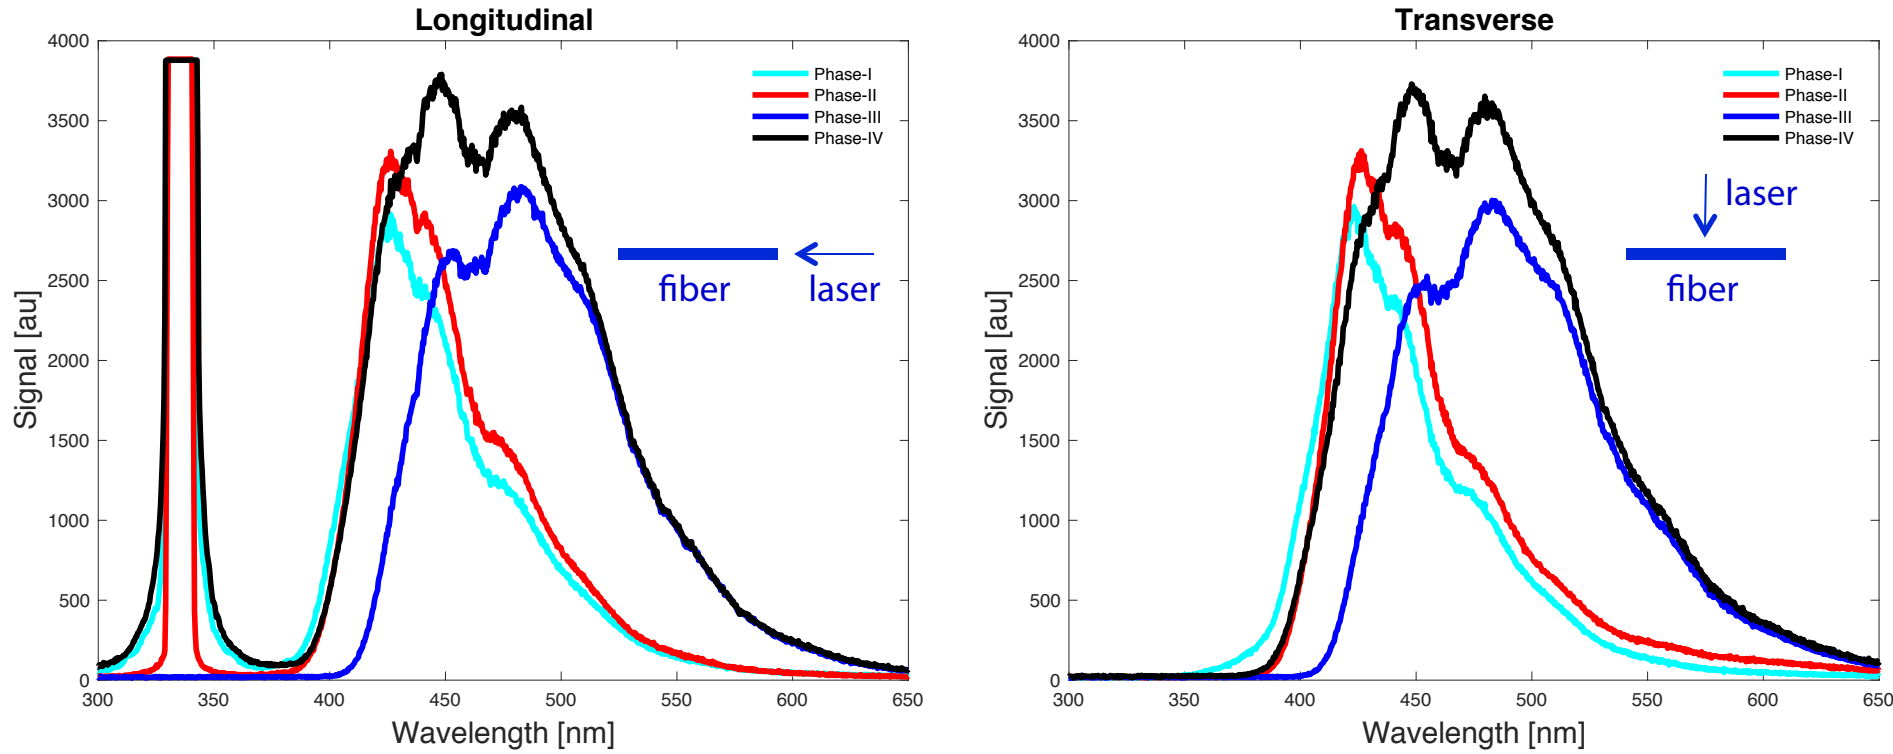 Longitudinal
4000
3500
3000
2500
2000
1500
1000
500
0
Signal [au]
300
350
400
450
500
550
600
650
Wavelength [nm]
Phase-I
Phase-II
Phase-III
Phase-IV
fiber
laser
Transverse
4000
3500
3000
2500
2000
1500
1000
500
0
Signal [au]
300
350
400
450
500
550
600
650
Wavelength [nm]
Phase-I
Phase-II
Phase-III
Phase-IV
laser
fiber